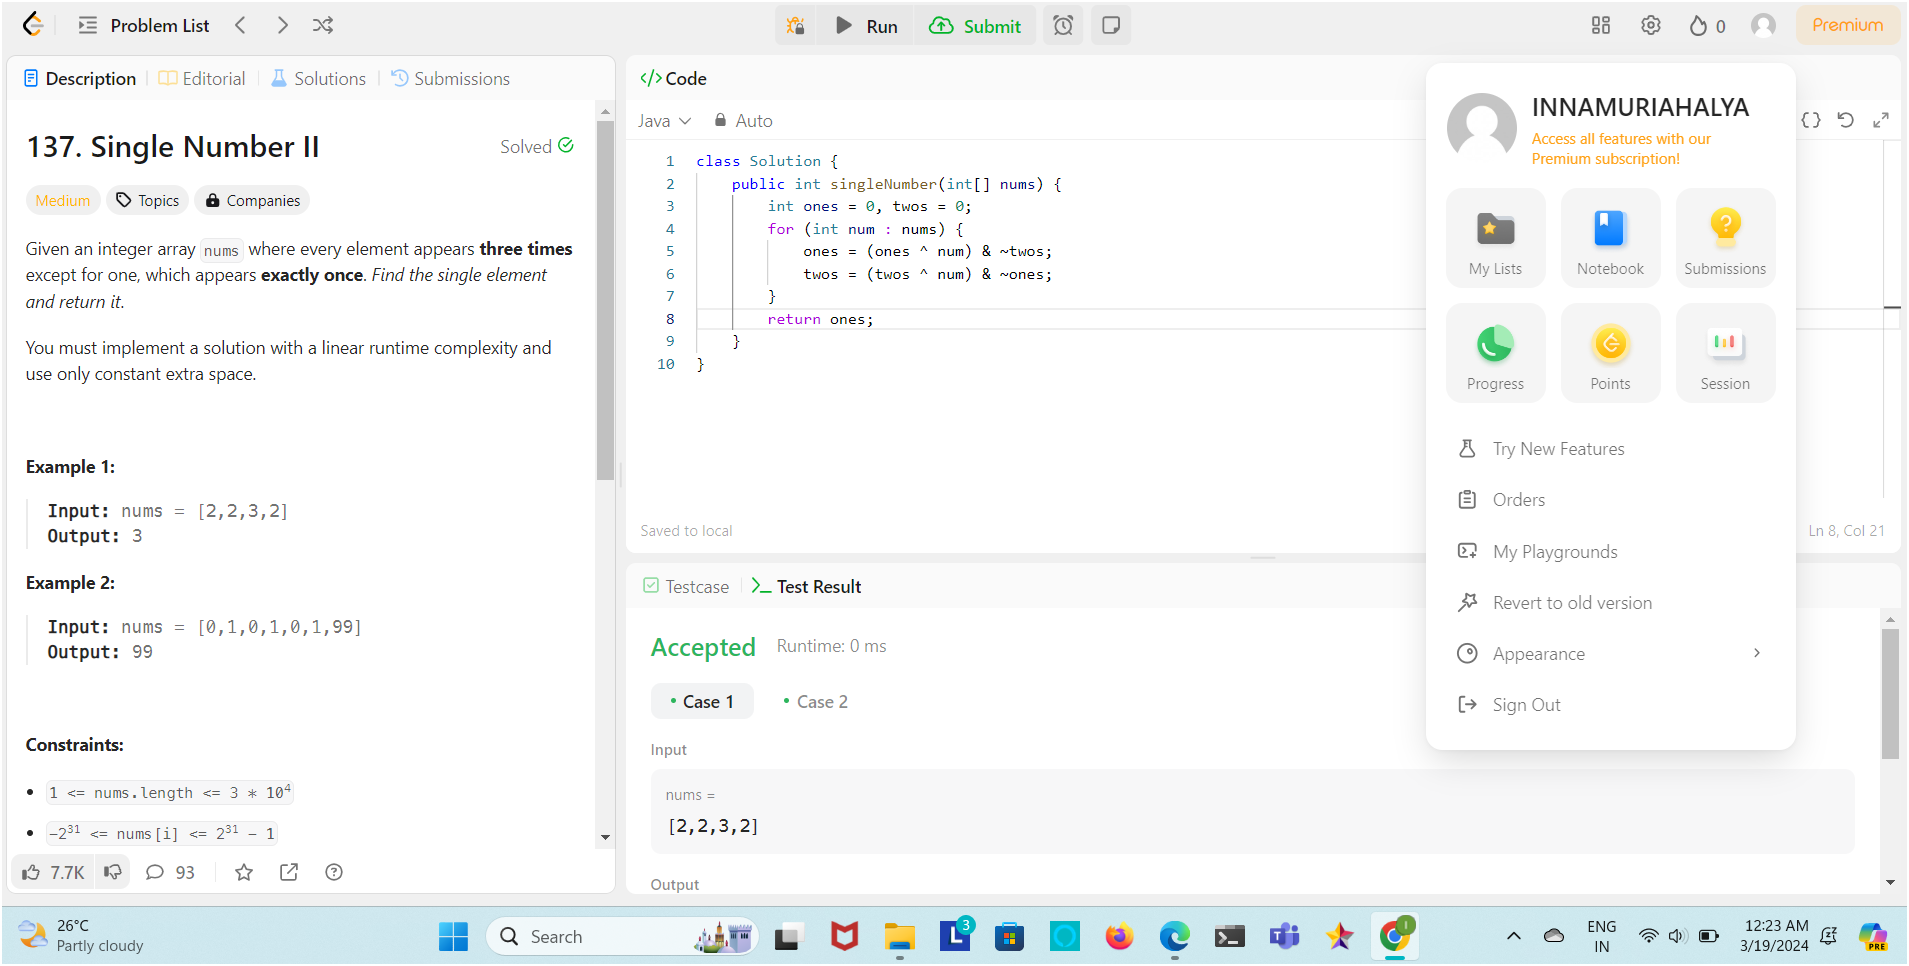 Problem List
Run
Submit
0
Premium
Description
Editorial
Solutions
Submissions
137. Single Number II
Solved
Medium
Topics
Companies
Given an integer array nums where every element appears three times
except for one, which appears exactly once. Find the single element
and return it.
You must implement a solution with a linear runtime complexity and
use only constant extra space.
Example 1:
Input: nums = [2,2,3,2]
Output: 3
Example 2:
Input: nums = [0,1,0,1,0,1,99]
Output: 99
Constraints:
• 1 <= nums.length <= 3 * 10⁴
• -2³¹ <= nums[i] <= 2³¹ - 1
7.7K
93
</> Code
Java
Auto
1 class Solution {
2 public int singleNumber(int[] nums) {
3 int ones = 0, twos = 0;
4 for (int num : nums) {
5 ones = (ones ^ num) & ~twos;
6 twos = (twos ^ num) & ~ones;
7 }
8 return ones;
9 }
10 }
Saved to local
Ln 8, Col 21
Testcase
Test Result
Accepted
Runtime: 0 ms
• Case 1
• Case 2
Input
nums =
[2,2,3,2]
Output
INNAMURIAHALYA
Access all features with our
Premium subscription!
My Lists
Notebook
Submissions
Progress
Points
Session
Try New Features
Orders
My Playgrounds
Revert to old version
Appearance
Sign Out
26°C
Partly cloudy
Search
L
3
I
ENG
IN
12:23 AM
3/19/2024
PRE